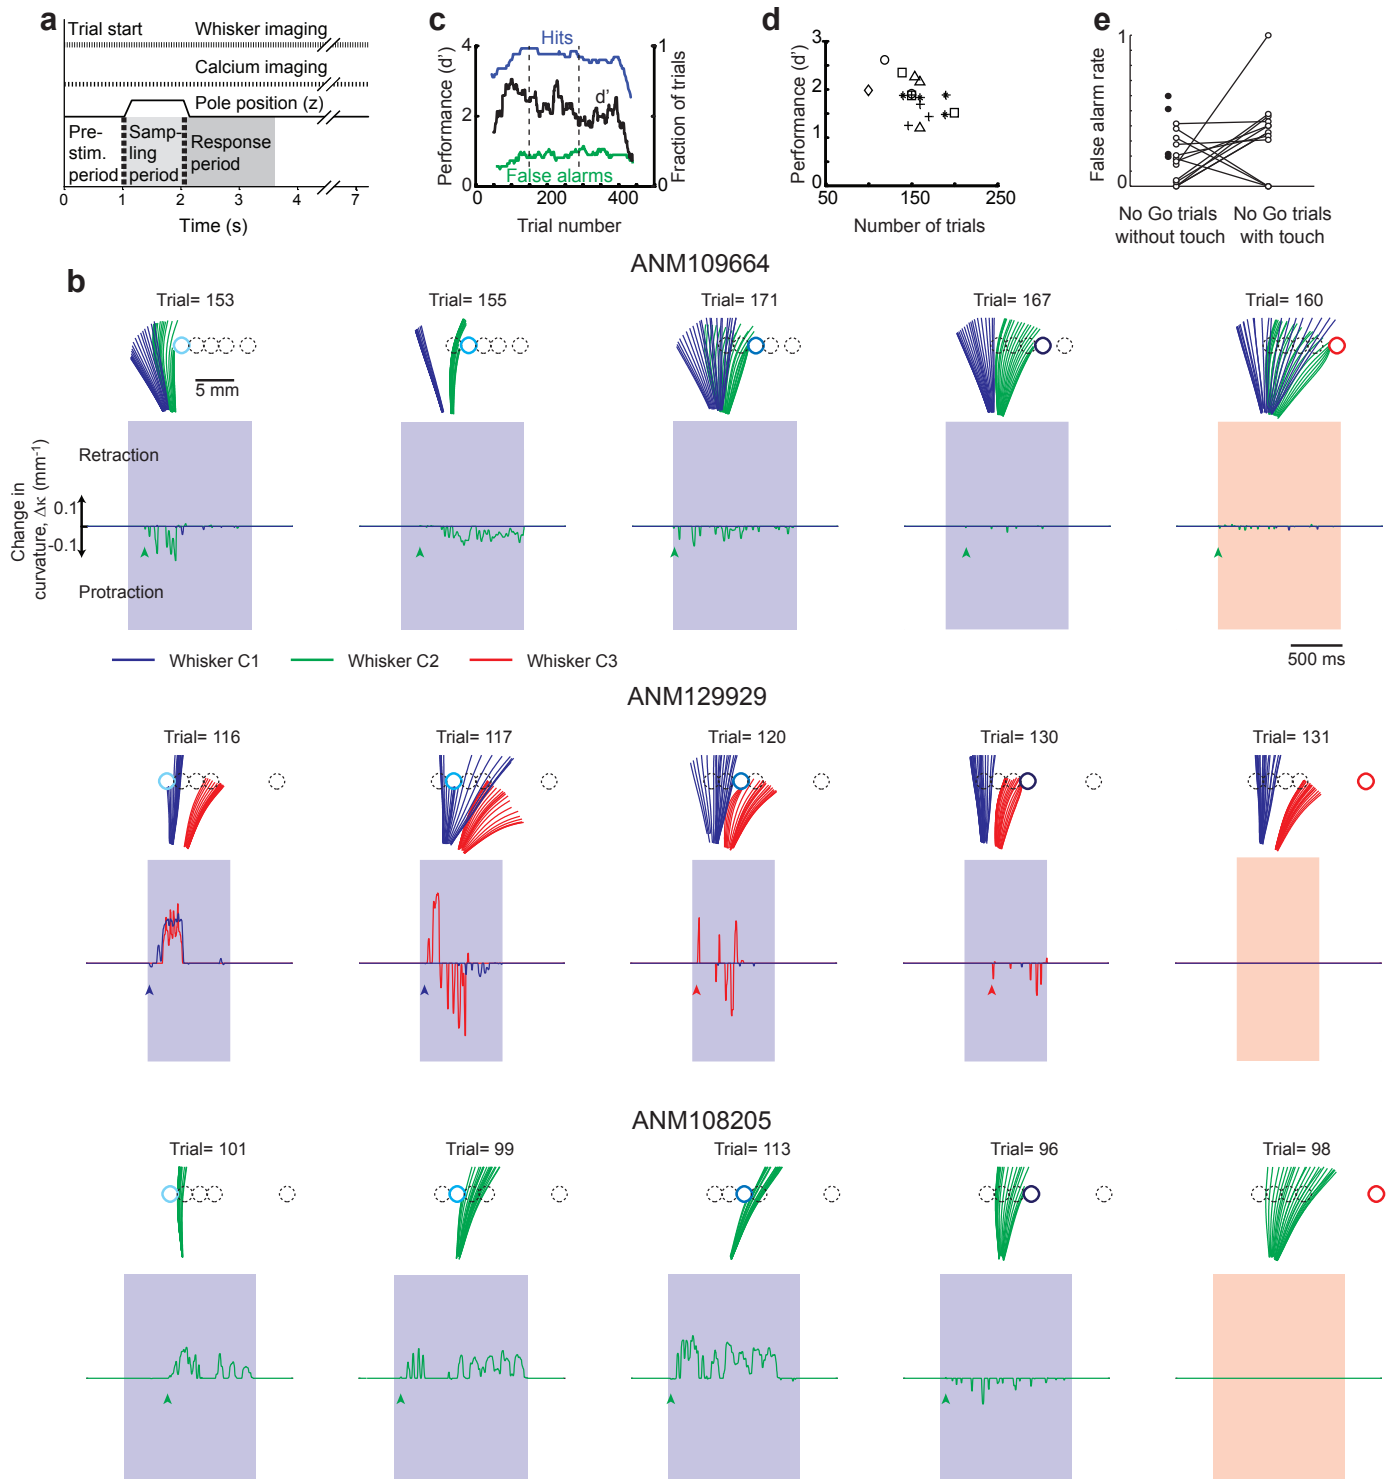 a
Trial start
Whisker imaging
Calcium imaging
Pole position (z)
Pre-
stim.
period
Samp-
ling
period
Response
period
0
1
2
3
4
7
Time (s)
c
Performance (d')
4
2
0
Hits
d'
False alarms
1
0
Fraction of trials
200
400
Trial number
d
Performance (d')
3
2
1
0
50
150
250
Number of trials
e
False alarm rate
1
0
No Go trials
without touch
No Go trials
with touch
b
ANM109664
Trial= 153
Trial= 155
Trial= 171
Trial= 167
Trial= 160
5 mm
Change in
curvature, Δκ (mm⁻¹)
Retraction
0.1
-0.1
Protraction
500 ms
Whisker C1
Whisker C2
Whisker C3
ANM129929
Trial= 116
Trial= 117
Trial= 120
Trial= 130
Trial= 131
ANM108205
Trial= 101
Trial= 99
Trial= 113
Trial= 96
Trial= 98